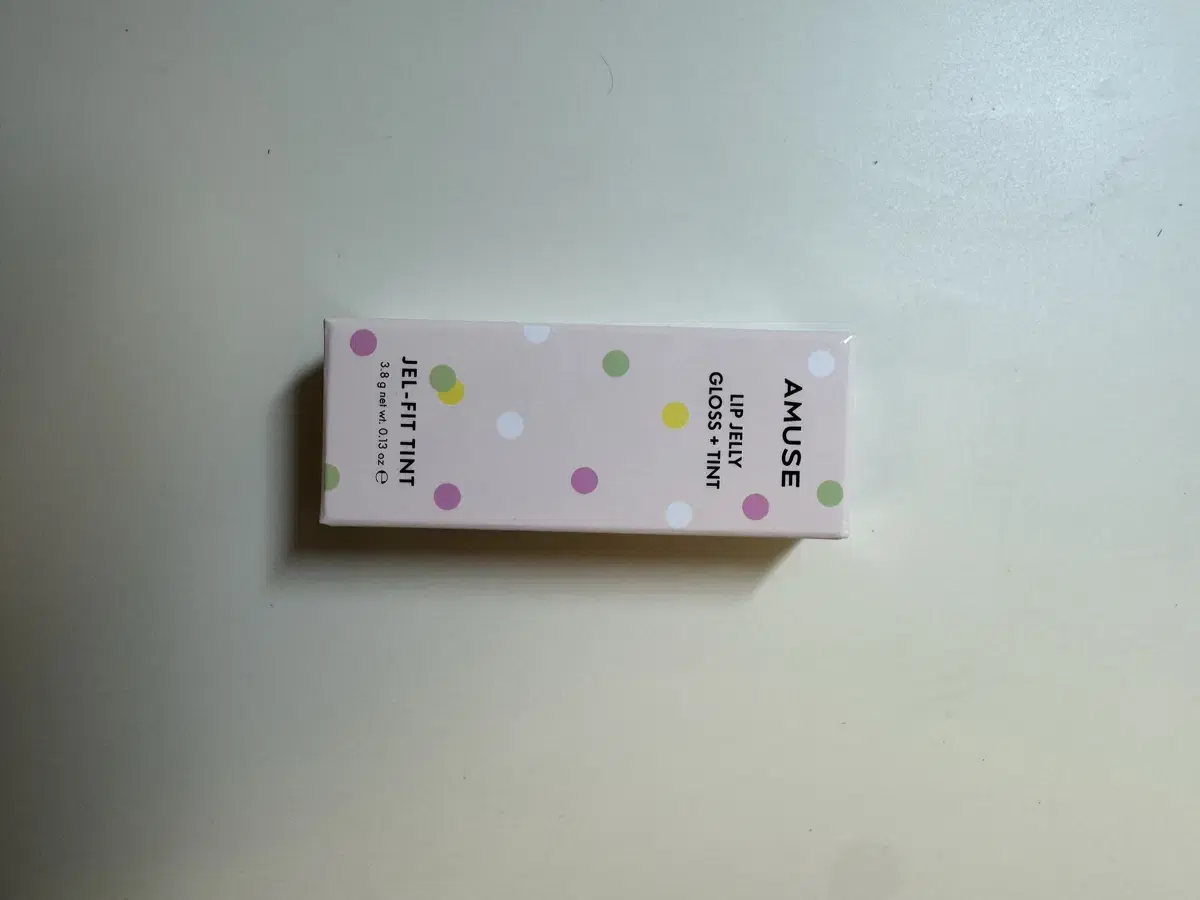 AMUSE
LIP JELLY
GLOSS + TINT
JEL-FIT TINT
3.8 g net wt. 0.13 oz ℮